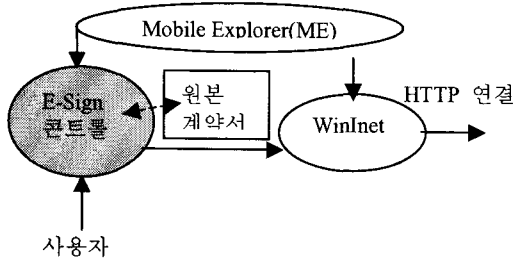 Mobile Explorer(ME)
E-Sign
콘트롤
원본
계약서
WinInet
HTTP 연결
사용자